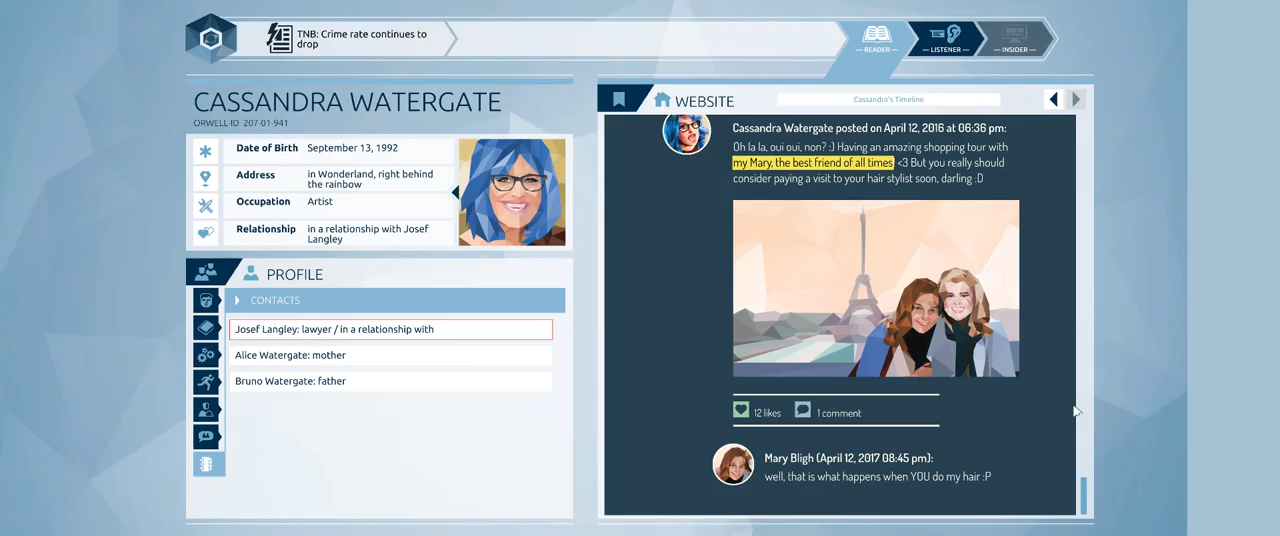 TNB: Crime rate continues to
drop
— READER —
— LISTENER —
— INSIDER —
CASSANDRA WATERGATE
ORWELL-ID 207-01-941
Date of Birth September 13, 1992
Address in Wonderland, right behind
the rainbow
Occupation Artist
Relationship in a relationship with Josef
Langley
PROFILE
CONTACTS
Josef Langley: lawyer / in a relationship with
Alice Watergate: mother
Bruno Watergate: father
WEBSITE
Cassandra's Timeline
Cassandra Watergate posted on April 12, 2016 at 06:36 pm:
Oh la la, oui oui, non? :) Having an amazing shopping tour with
my Mary, the best friend of all times <3 But you really should
consider paying a visit to your hair stylist soon, darling :D
12 likes 1 comment
Mary Bligh (April 12, 2017 08:45 pm):
well, that is what happens when YOU do my hair :P